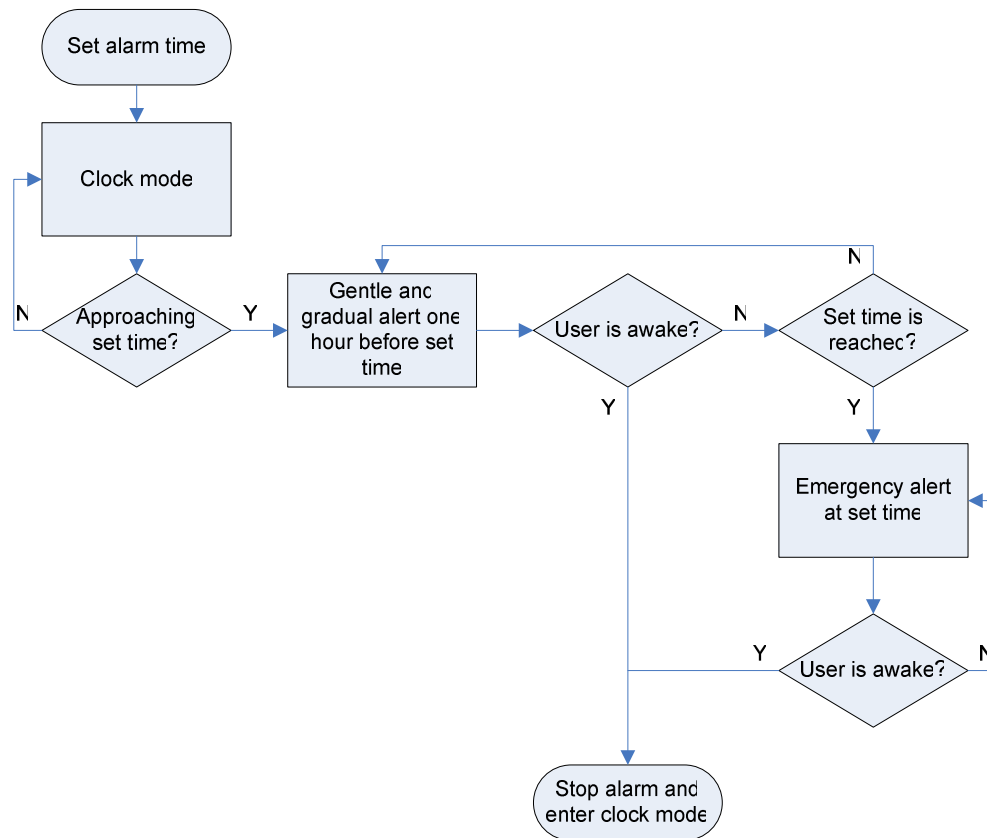 Set alarm time
Clock mode
N
Approaching
set time?
Y
Gentle and
gradual alert one
hour before set
time
User is awake?
N
N
Set time is
reached?
Y
Y
Emergency alert
at set time
Y
User is awake?
N
Stop alarm and
enter clock mode